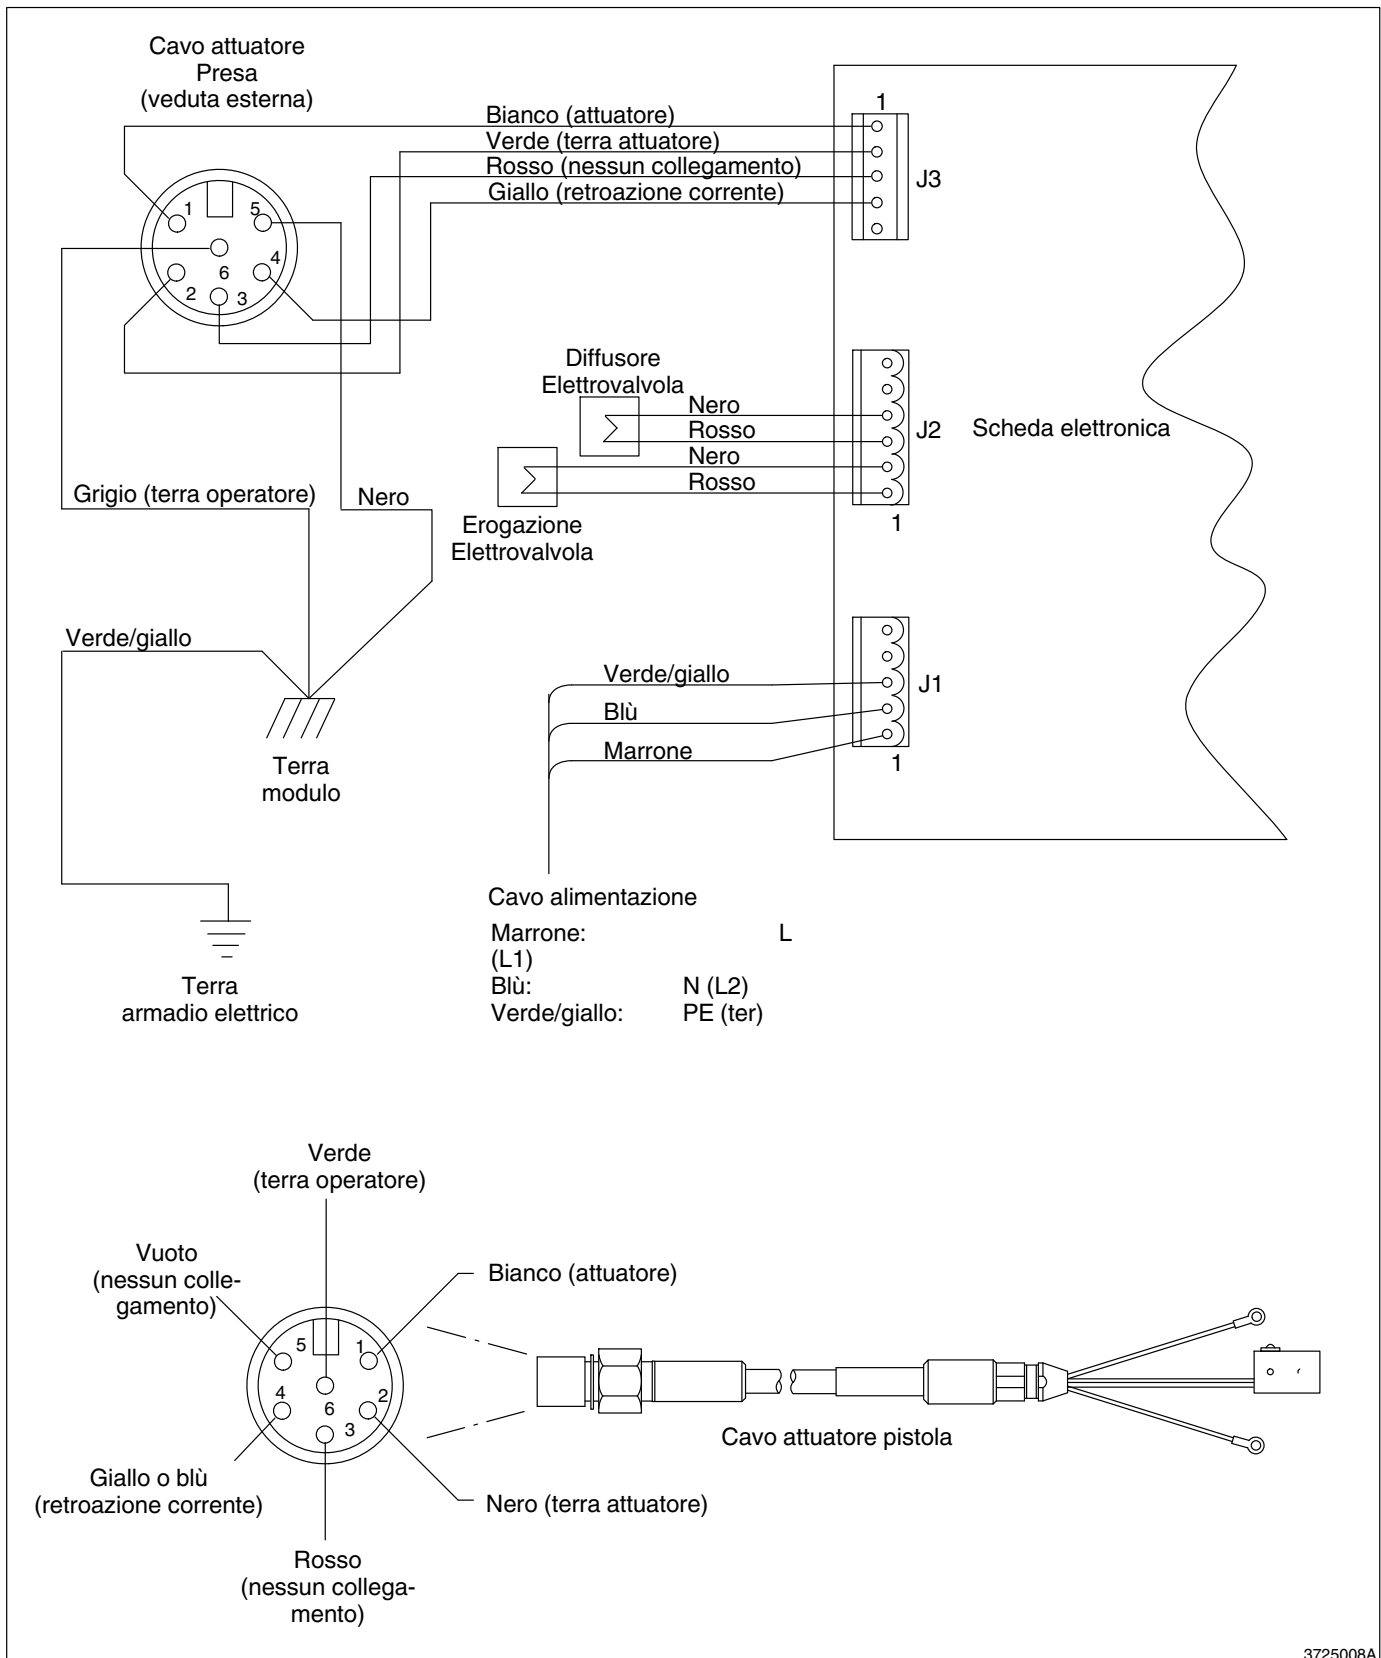 Cavo attuatore
Presa
(veduta esterna)
Bianco (attuatore)
Verde (terra attuatore)
Rosso (nessun collegamento)
Giallo (retroazione corrente)
1
J3
1
5
6
4
2
3
Diffusore
Elettrovalvola
Nero
Rosso
Nero
Rosso
J2
Scheda elettronica
1
Erogazione
Elettrovalvola
Grigio (terra operatore)
Nero
Verde/giallo
Terra
modulo
Verde/giallo
Blù
Marrone
J1
1
Terra
armadio elettrico
Cavo alimentazione
Marrone: L
(L1)
Blù: N (L2)
Verde/giallo: PE (ter)
Verde
(terra operatore)
Vuoto
(nessun colle-
gamento)
Bianco (attuatore)
5
1
4
6
2
3
Giallo o blù
(retroazione corrente)
Nero (terra attuatore)
Rosso
(nessun collega-
mento)
Cavo attuatore pistola
3725008A